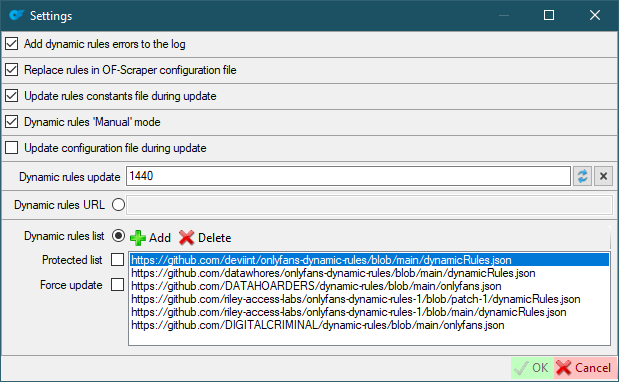 Settings
Add dynamic rules errors to the log
Replace rules in OF-Scraper configuration file
Update rules constants file during update
Dynamic rules 'Manual' mode
Update configuration file during update
Dynamic rules update 1440
Dynamic rules URL
Dynamic rules list Add Delete
Protected list
Force update
https://github.com/deviint/onlyfans-dynamic-rules/blob/main/dynamicRules.json
https://github.com/datawhores/onlyfans-dynamic-rules/blob/main/dynamicRules.json
https://github.com/DATAHOARDERS/dynamic-rules/blob/main/onlyfans.json
https://github.com/riley-access-labs/onlyfans-dynamic-rules-1/blob/patch-1/dynamicRules.json
https://github.com/riley-access-labs/onlyfans-dynamic-rules-1/blob/main/dynamicRules.json
https://github.com/DIGITALCRIMINAL/dynamic-rules/blob/main/onlyfans.json
OK Cancel